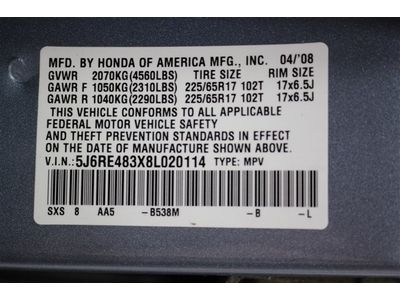 MFD. BY HONDA OF AMERICA MFG., INC. 04/'08
GVWR 2070KG(4560LBS) TIRE SIZE RIM SIZE
GAWR F 1050KG(2310LBS) 225/65R17 102T 17x6.5J
GAWR R 1040KG(2290LBS) 225/65R17 102T 17x6.5J
THIS VEHICLE CONFORMS TO ALL APPLICABLE
FEDERAL MOTOR VEHICLE SAFETY
AND THEFT PREVENTION STANDARDS IN EFFECT
ON THE DATE OF MANUFACTURE SHOWN ABOVE.
V.I.N.: 5J6RE483X8L020114 TYPE: MPV
SXS 8 AA5 -B538M -B -L